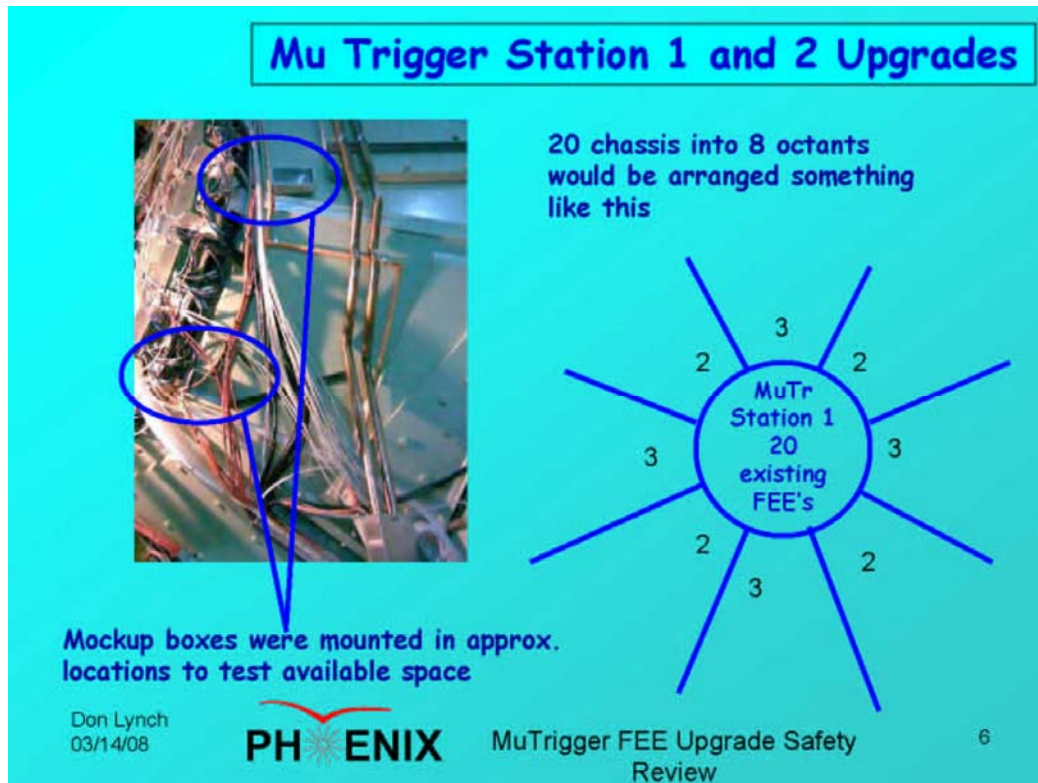 Mu Trigger Station 1 and 2 Upgrades
20 chassis into 8 octants
would be arranged something
like this
3
2
2
MuTr
Station 1
20
existing
FEE's
3
3
2
2
3
Mockup boxes were mounted in approx.
locations to test available space
Don Lynch
03/14/08
PHENIX
MuTrigger FEE Upgrade Safety
Review
6